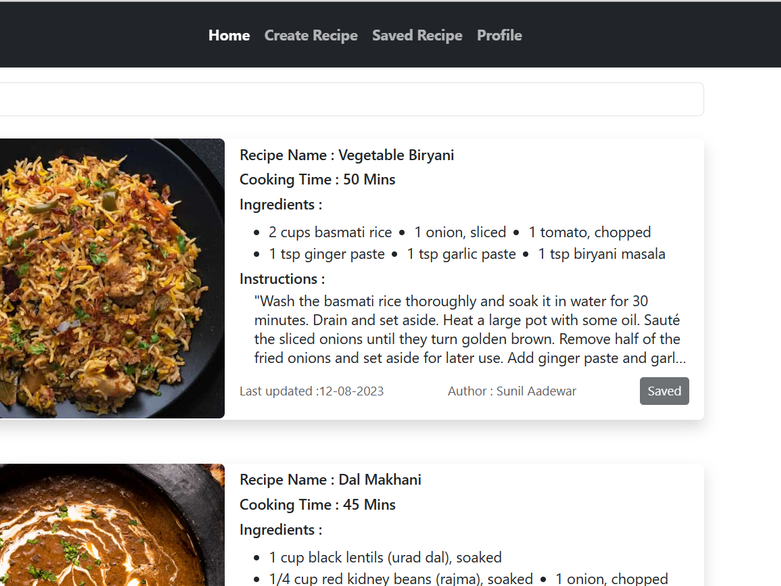 Home Create Recipe Saved Recipe Profile
Recipe Name : Vegetable Biryani
Cooking Time : 50 Mins
Ingredients :
• 2 cups basmati rice • 1 onion, sliced • 1 tomato, chopped
• 1 tsp ginger paste • 1 tsp garlic paste • 1 tsp biryani masala
Instructions :
"Wash the basmati rice thoroughly and soak it in water for 30
minutes. Drain and set aside. Heat a large pot with some oil. Sauté
the sliced onions until they turn golden brown. Remove half of the
fried onions and set aside for later use. Add ginger paste and garl...
Last updated :12-08-2023 Author : Sunil Aadewar Saved
Recipe Name : Dal Makhani
Cooking Time : 45 Mins
Ingredients :
• 1 cup black lentils (urad dal), soaked
• 1/4 cup red kidney beans (rajma), soaked • 1 onion, chopped